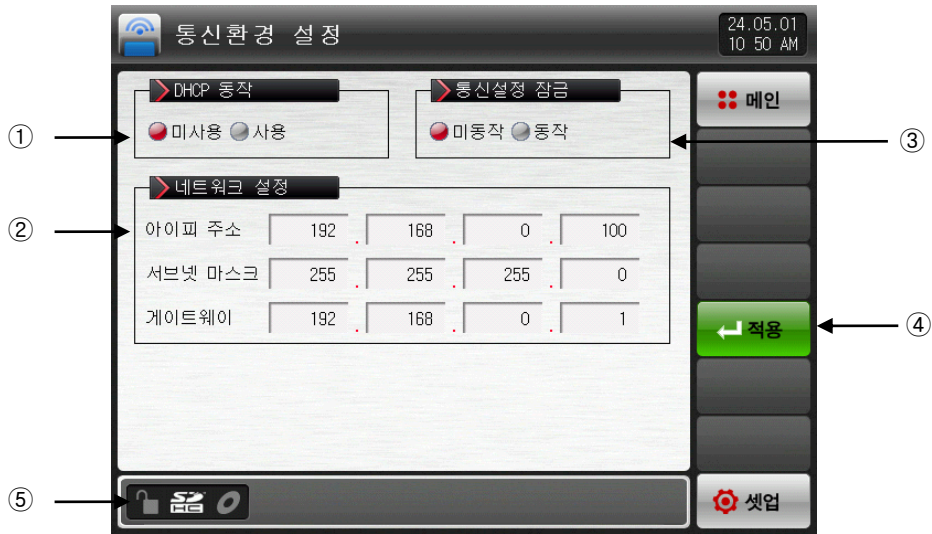 통신환경 설정
24.05.01
10 50 AM
DHCP 동작
통신설정 잠금
메인
① 미사용 사용
미동작 동작 ③
네트워크 설정
② 아이피 주소 192 . 168 . 0 . 100
서브넷 마스크 255 . 255 . 255 . 0
게이트웨이 192 . 168 . 0 . 1
적용 ④
⑤ SD HC
셋업